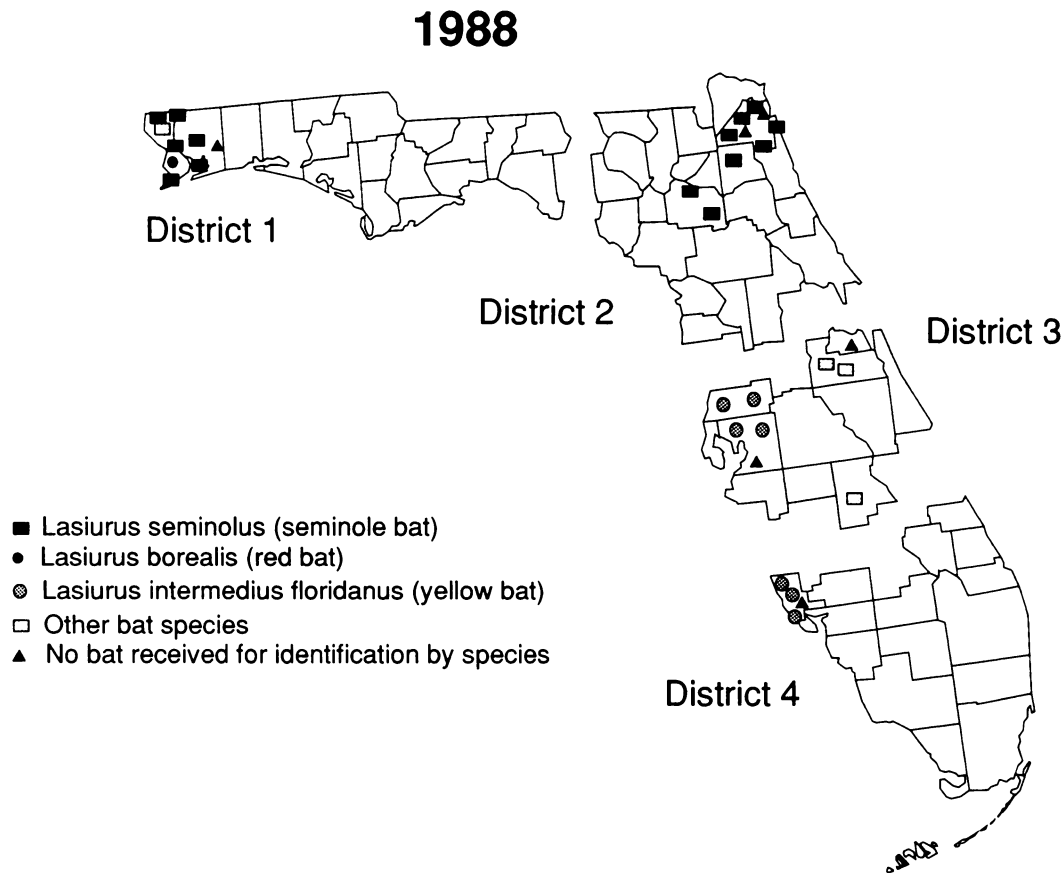 1988
District 1
District 2
District 3
Lasiurus seminolus (seminole bat)
Lasiurus borealis (red bat)
Lasiurus intermedius floridanus (yellow bat)
Other bat species
No bat received for identification by species
District 4